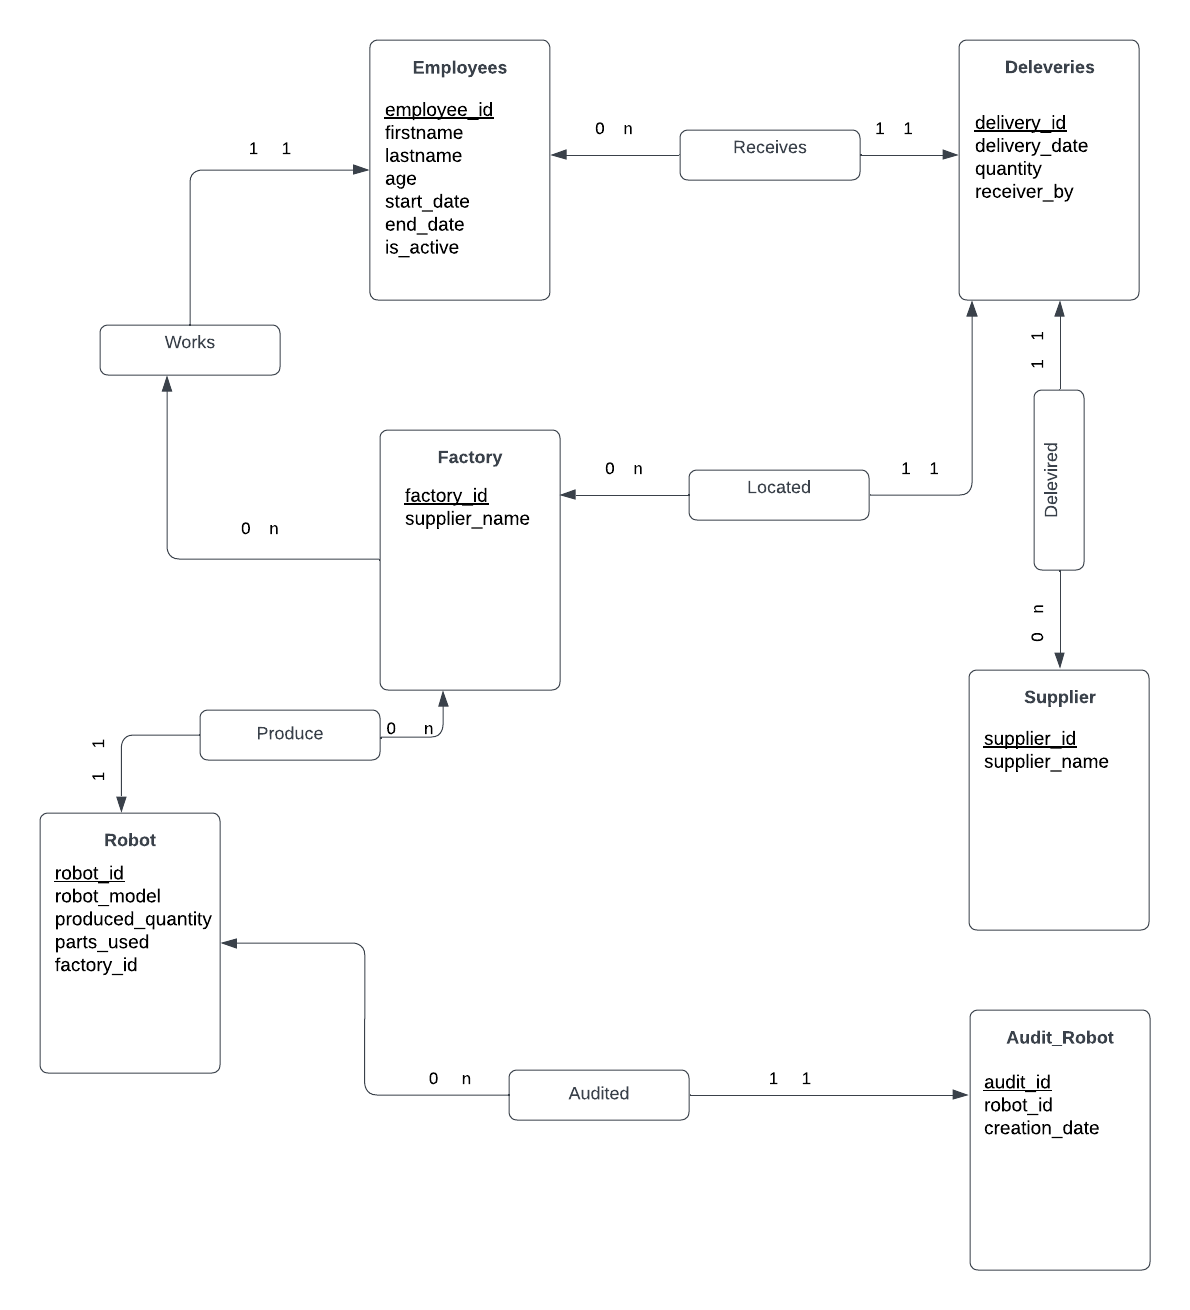 Employees
employee_id
firstname
lastname
age
start_date
end_date
is_active
0 n
Receives
1 1
Deleveries
delivery_id
delivery_date
quantity
receiver_by
1 1
Works
0 n
Factory
factory_id
supplier_name
0 n
Located
1 1
1 1
Delevired
0 n
Supplier
supplier_id
supplier_name
Produce
0 n
1 1
Robot
robot_id
robot_model
produced_quantity
parts_used
factory_id
0 n
Audited
1 1
Audit_Robot
audit_id
robot_id
creation_date